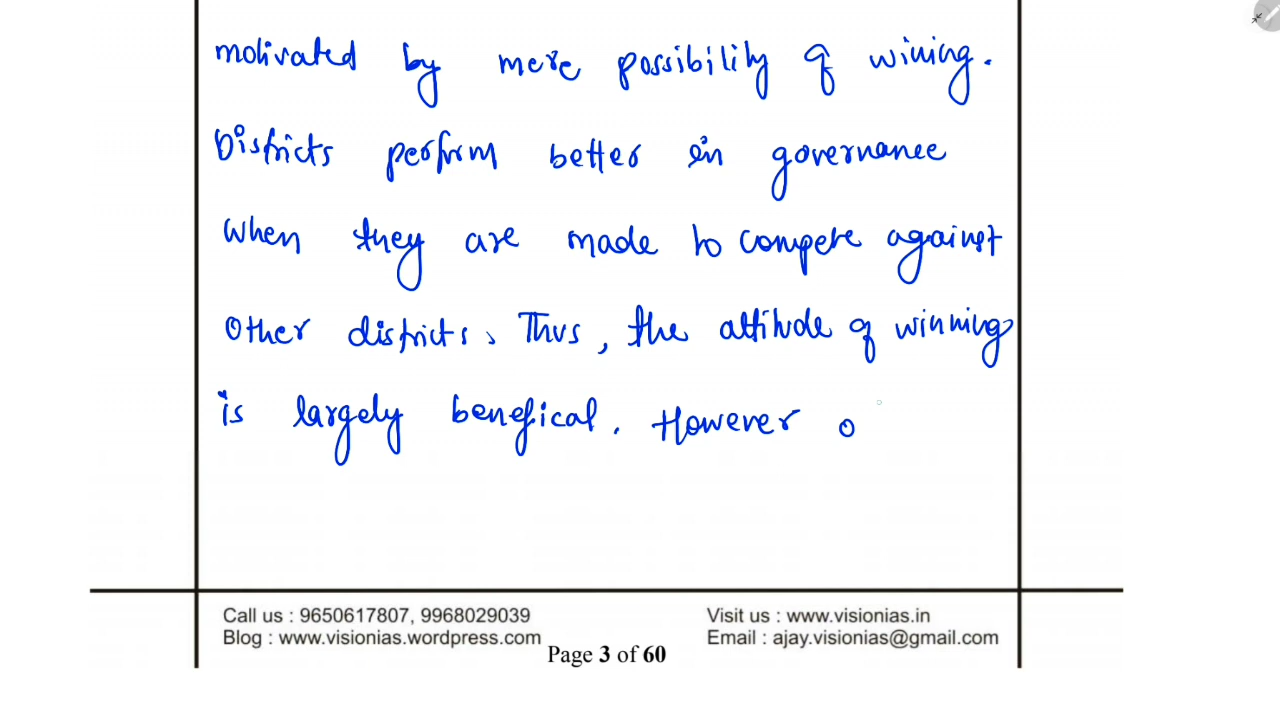 motivated by mere possibility of wining.
Districts perform better in governance
when they are made to compete against
other districts. Thus, the attitude of winning
is largely benefical. However o
Call us : 9650617807, 9968029039
Visit us : www.visionias.in
Blog : www.visionias.wordpress.com
Email : ajay.visionias@gmail.com
Page 3 of 60